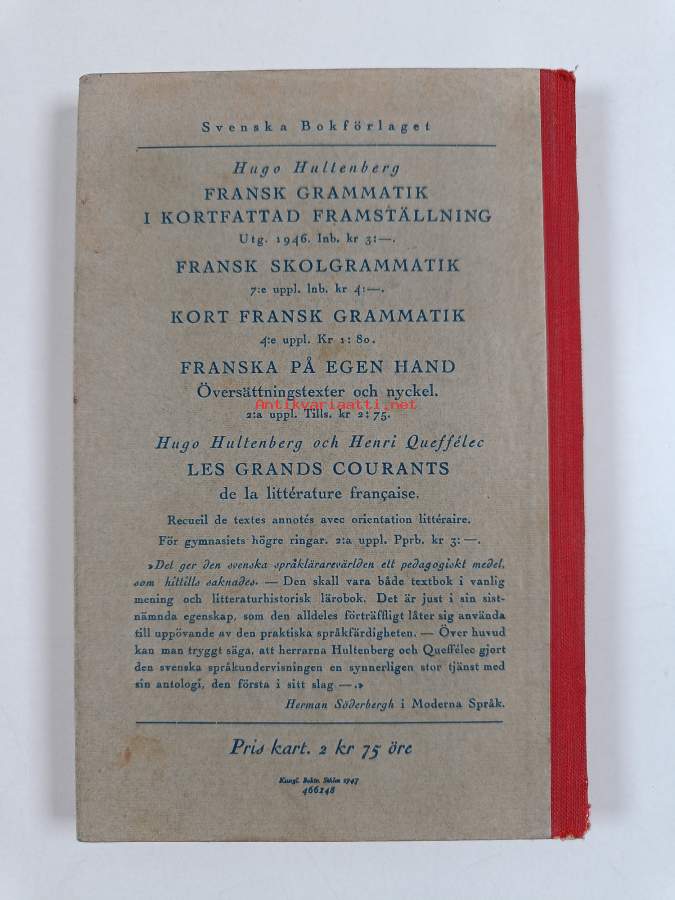 Svenska Bokförlaget
Hugo Hultenberg
FRANSK GRAMMATIK
I KORTFATTAD FRAMSTÄLLNING
Utg. 1946. Inb. kr 3:—.
FRANSK SKOLGRAMMATIK
7:e uppl. Inb. kr 4:—.
KORT FRANSK GRAMMATIK
4:e uppl. Kr 1: 80.
FRANSKA PÅ EGEN HAND
Översättningstexter och nyckel.
Antikvariaatti.net
2:a uppl. Tills. kr 2: 75.
Hugo Hultenberg och Henri Queffélec
LES GRANDS COURANTS
de la littérature française.
Recueil de textes annotés avec orientation littéraire.
För gymnasiets högre ringar. 2:a uppl. Pprb. kr 3: —.
»Det ger den svenska språklärarevärlden ett pedagogiskt medel,
som hittills saknades. — Den skall vara både textbok i vanlig
mening och litteraturhistorisk lärobok. Det är just i sin sist-
nämnda egenskap, som den alldeles förträffligt låter sig använda
till uppövande av den praktiska språkfärdigheten. — Över huvud
kan man tryggt säga, att herrarna Hultenberg och Queffélec gjort
den svenska språkundervisningen en synnerligen stor tjänst med
sin antologi, den första i sitt slag —.»
Herman Söderbergh i Moderna Språk.
Pris kart. 2 kr 75 öre
Kungl. Boktr. Sthlm 1947
466248